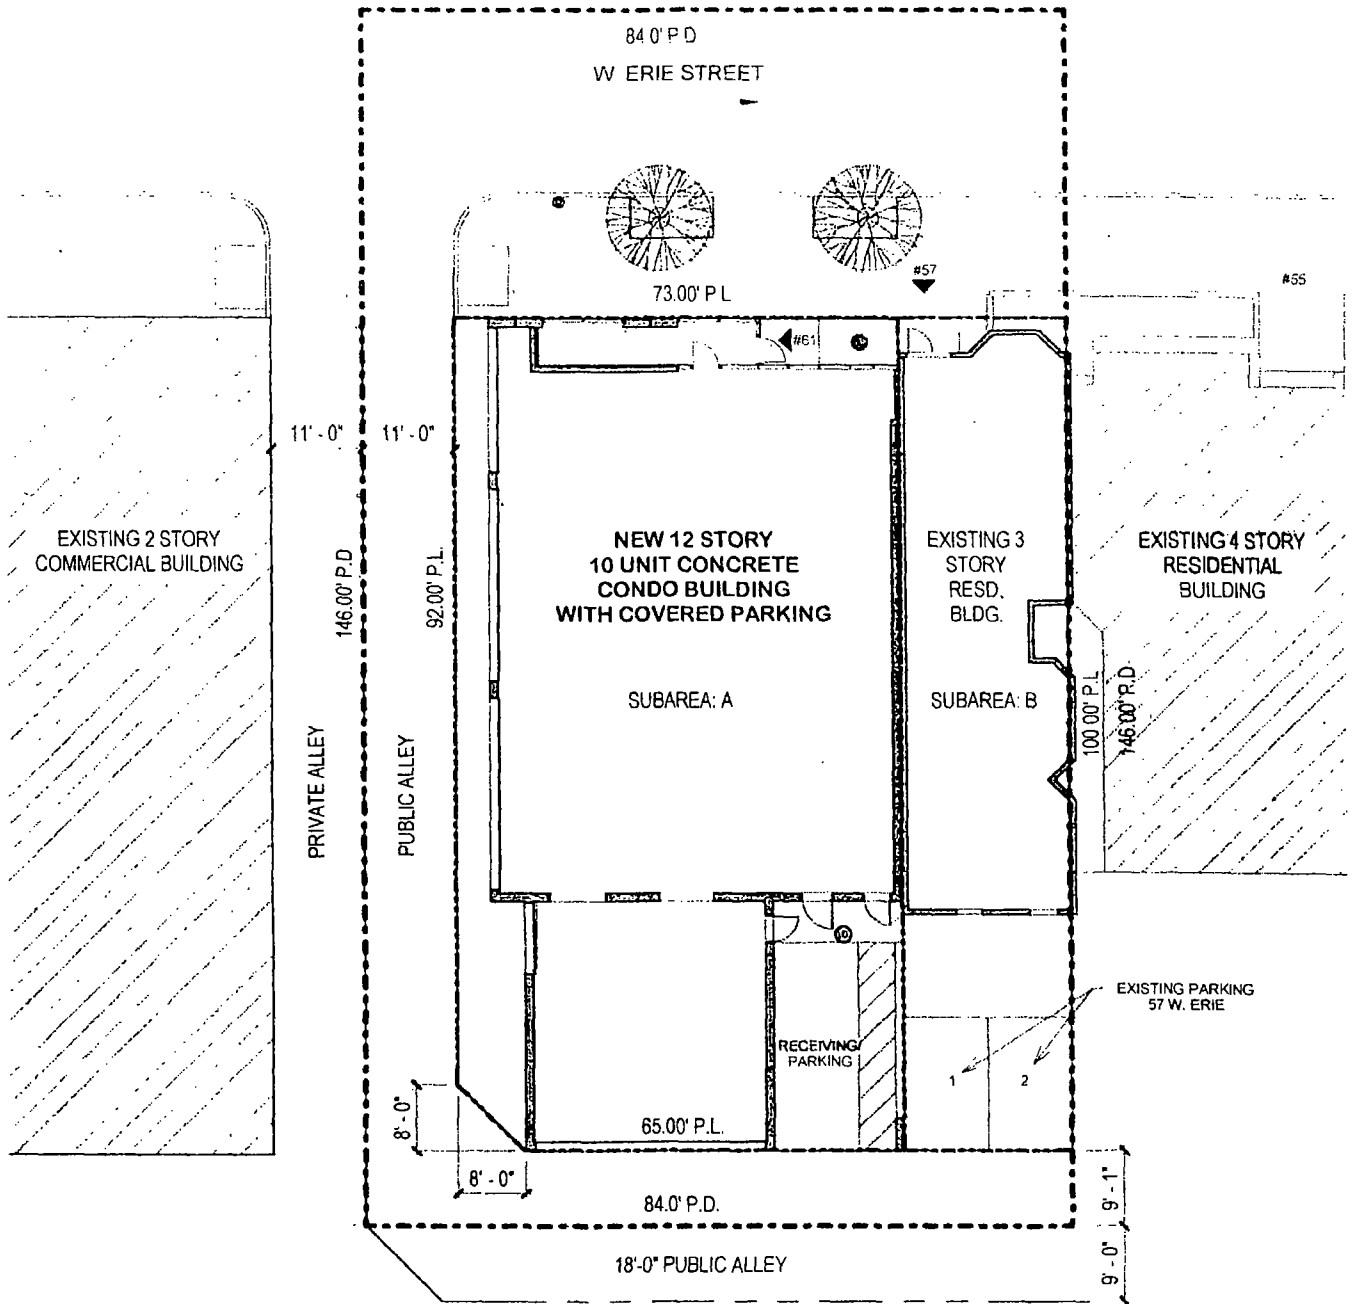 84.0' P.D
W. ERIE STREET
#57
#55
73.00' P.L
#61
11' - 0"
11' - 0"
EXISTING 2 STORY
COMMERCIAL BUILDING
146.00' P.D
92.00' P.L.
NEW 12 STORY
10 UNIT CONCRETE
CONDO BUILDING
WITH COVERED PARKING
EXISTING 3
STORY
RESD.
BLDG.
EXISTING 4 STORY
RESIDENTIAL
BUILDING
SUBAREA: A
SUBAREA: B
100.00' P.L
146.00' P.D
PRIVATE ALLEY
PUBLIC ALLEY
EXISTING PARKING
57 W. ERIE
RECEIVING/
PARKING
1
2
8' - 0"
65.00' P.L.
8' - 0"
84.0' P.D.
9' - 1"
18'-0" PUBLIC ALLEY
9' - 0"